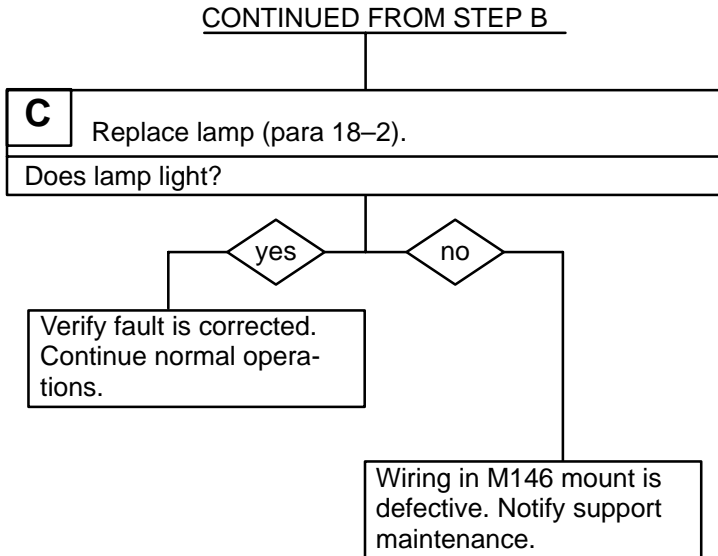 CONTINUED FROM STEP B
C
Replace lamp (para 18–2).
Does lamp light?
yes
no
Verify fault is corrected.
Continue normal opera-
tions.
Wiring in M146 mount is
defective. Notify support
maintenance.